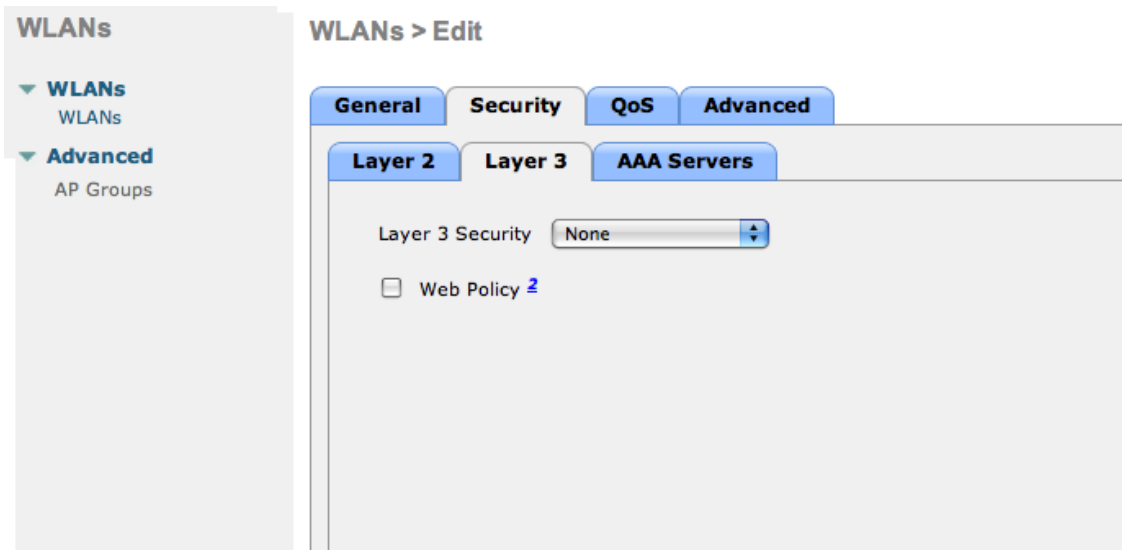 WLANs
WLANs
WLANs
Advanced
AP Groups
WLANs > Edit
General Security QoS Advanced
Layer 2 Layer 3 AAA Servers
Layer 3 Security None
Web Policy 2